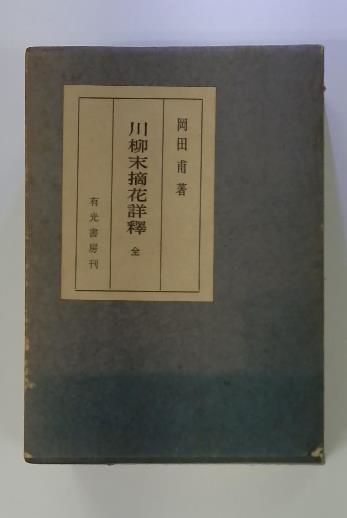 岡田甫著
川柳末摘花詳釋 全
有光書房刊